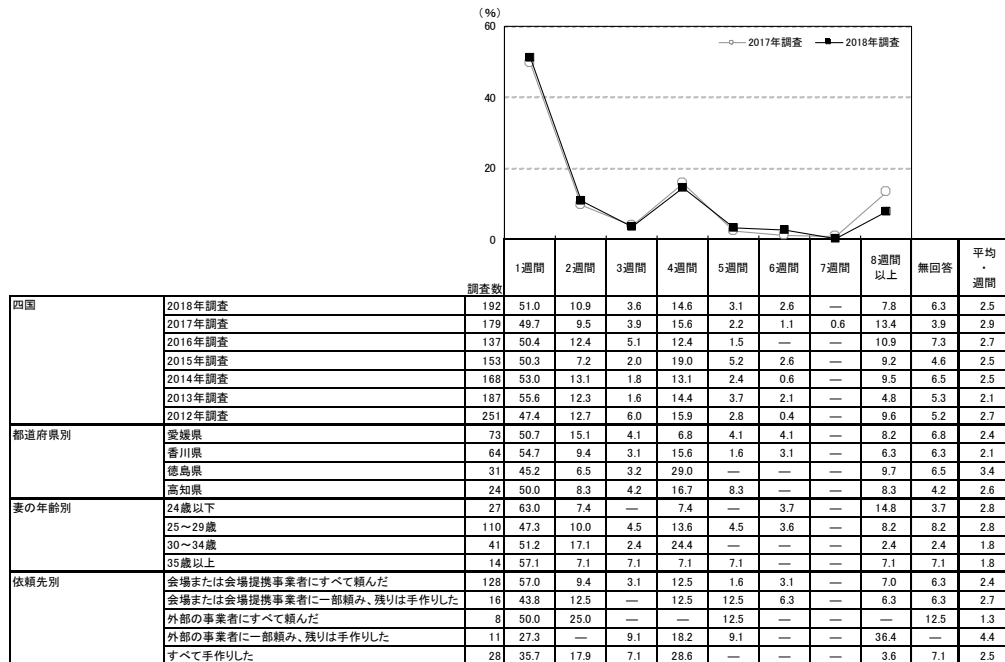 (%)
60
40
20
0
2017年調査 2018年調査
調査数 1週間 2週間 3週間 4週間 5週間 6週間 7週間 8週間以上 無回答 平均・週間
四国 2018年調査 192 51.0 10.9 3.6 14.6 3.1 2.6 — 7.8 6.3 2.5
2017年調査 179 49.7 9.5 3.9 15.6 2.2 1.1 0.6 13.4 3.9 2.9
2016年調査 137 50.4 12.4 5.1 12.4 1.5 — — 10.9 7.3 2.7
2015年調査 153 50.3 7.2 2.0 19.0 5.2 2.6 — 9.2 4.6 2.5
2014年調査 168 53.0 13.1 1.8 13.1 2.4 0.6 — 9.5 6.5 2.5
2013年調査 187 55.6 12.3 1.6 14.4 3.7 2.1 — 4.8 5.3 2.1
2012年調査 251 47.4 12.7 6.0 15.9 2.8 0.4 — 9.6 5.2 2.7
都道府県別 愛媛県 73 50.7 15.1 4.1 6.8 4.1 4.1 — 8.2 6.8 2.4
香川県 64 54.7 9.4 3.1 15.6 1.6 3.1 — 6.3 6.3 2.1
徳島県 31 45.2 6.5 3.2 29.0 — — — 9.7 6.5 3.4
高知県 24 50.0 8.3 4.2 16.7 8.3 — — 8.3 4.2 2.6
妻の年齢別 24歳以下 27 63.0 7.4 — 7.4 — 3.7 — 14.8 3.7 2.8
25～29歳 110 47.3 10.0 4.5 13.6 4.5 3.6 — 8.2 8.2 2.8
30～34歳 41 51.2 17.1 2.4 24.4 — — — 2.4 2.4 1.8
35歳以上 14 57.1 7.1 7.1 7.1 7.1 — — 7.1 7.1 1.8
依頼先別 会場または会場提携事業者にすべて頼んだ 128 57.0 9.4 3.1 12.5 1.6 3.1 — 7.0 6.3 2.4
会場または会場提携事業者に一部頼み、残りは手作りした 16 43.8 12.5 — 12.5 12.5 6.3 — 6.3 6.3 2.7
外部の事業者にすべて頼んだ 8 50.0 25.0 — — 12.5 — — — 12.5 1.3
外部の事業者に一部頼み、残りは手作りした 11 27.3 — 9.1 18.2 9.1 — — 36.4 — 4.4
すべて手作りした 28 35.7 17.9 7.1 28.6 — — — 3.6 7.1 2.5